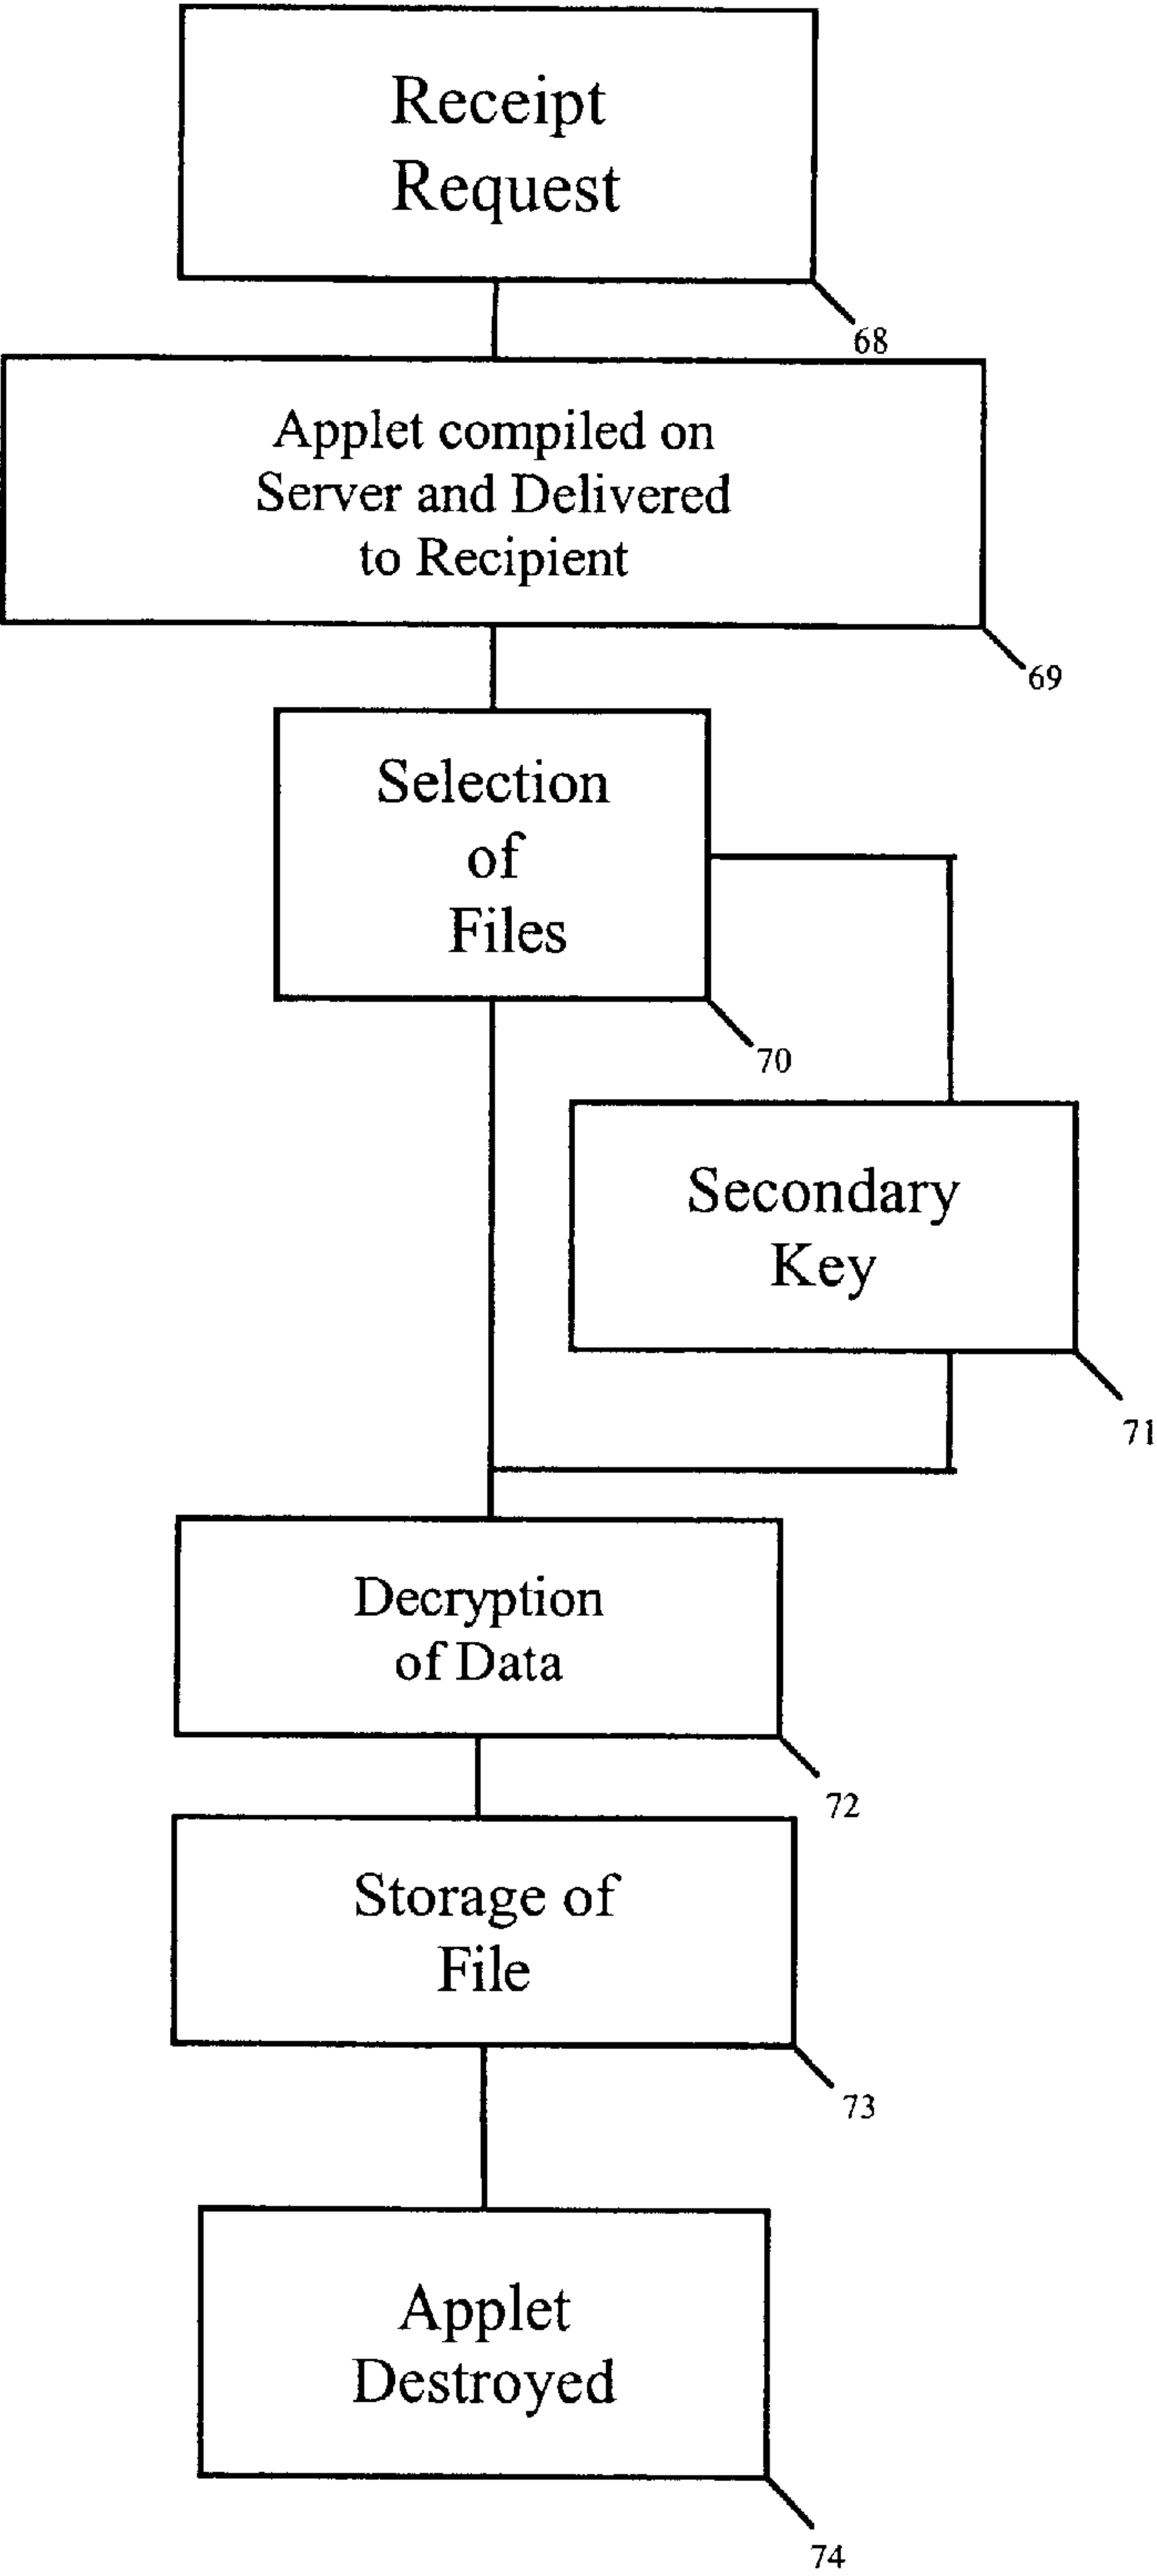 Receipt
Request
68
Applet compiled on
Server and Delivered
to Recipient
69
Selection
of
Files
70
Secondary
Key
71
Decryption
of Data
72
Storage of
File
73
Applet
Destroyed
74